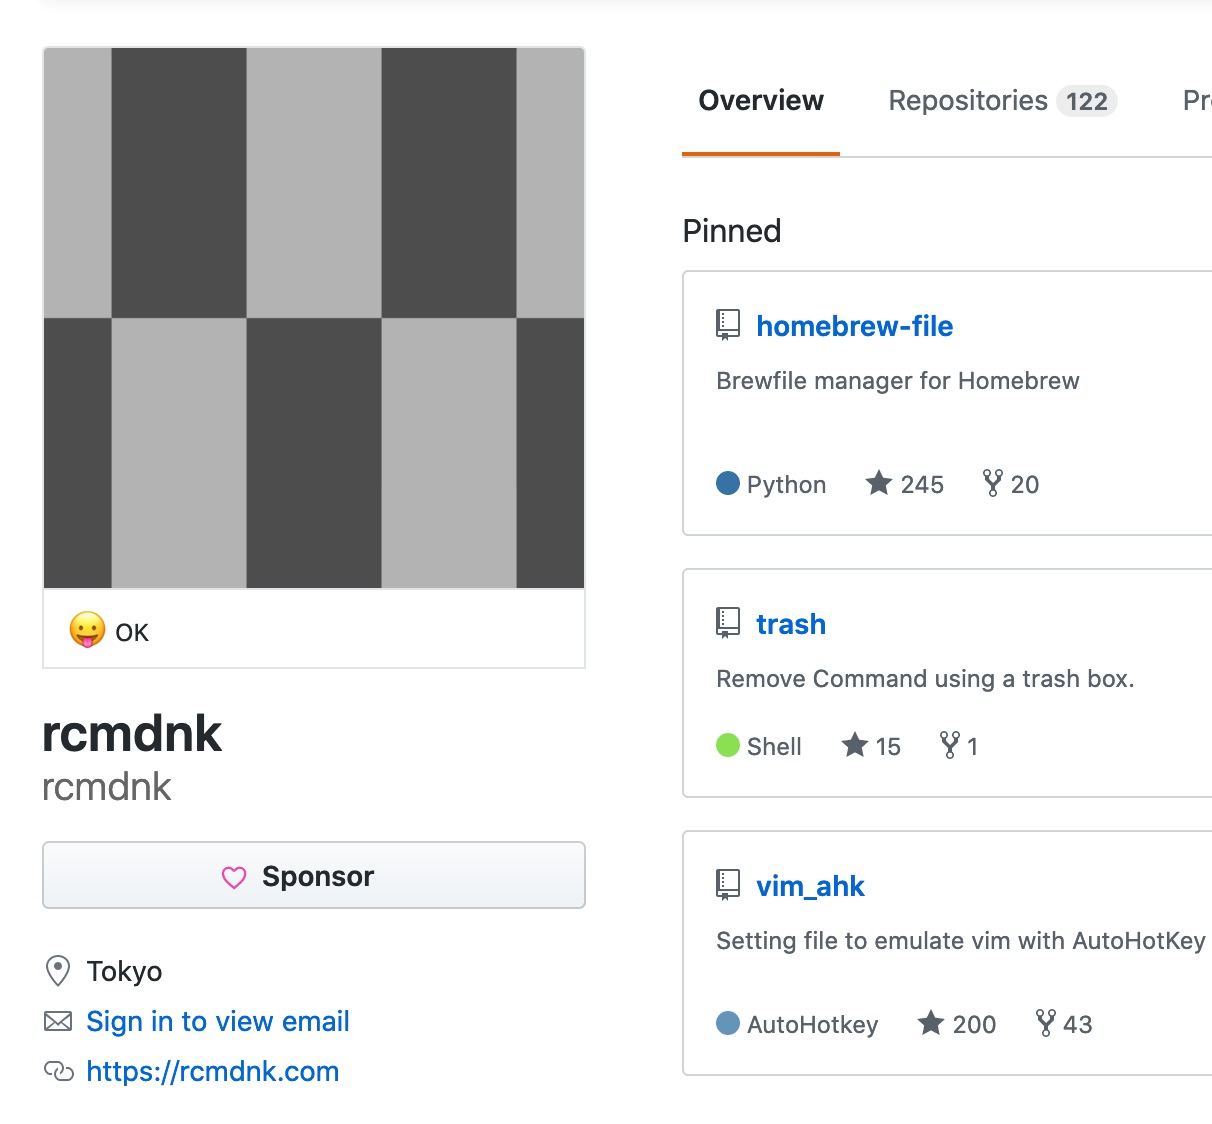 OK
rcmdnk
rcmdnk
Sponsor
Tokyo
Sign in to view email
https://rcmdnk.com
Overview Repositories 122
Pinned
homebrew-file
Brewfile manager for Homebrew
Python 245 20
trash
Remove Command using a trash box.
Shell 15 1
vim_ahk
Setting file to emulate vim with AutoHotKey
AutoHotkey 200 43